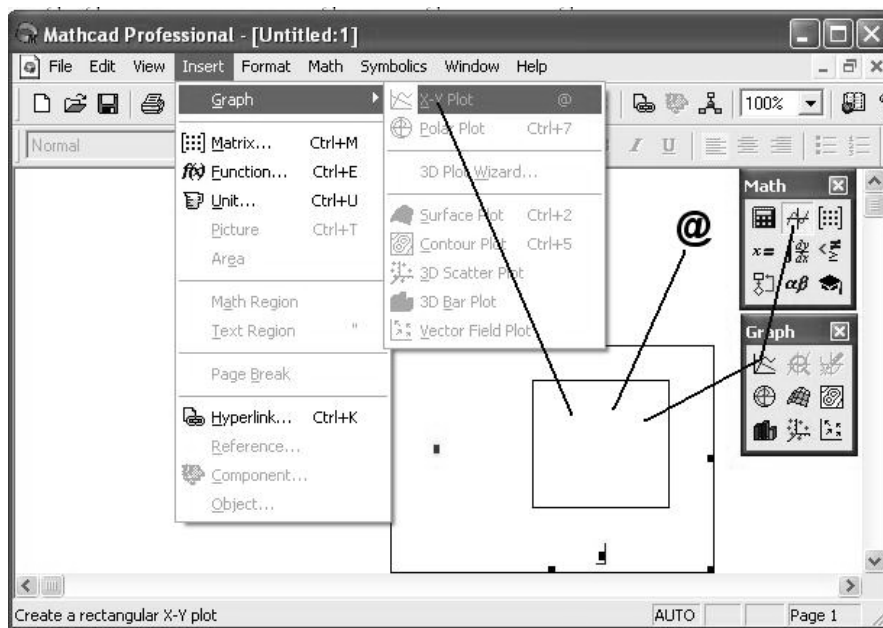 Mathcad Professional - [Untitled:1]
File Edit View Insert Format Math Symbolics Window Help
100%
Normal
I U
Graph
Matrix... Ctrl+M
f(x) Function... Ctrl+E
Unit... Ctrl+U
Picture Ctrl+T
Area
Math Region
Text Region "
Page Break
Hyperlink... Ctrl+K
Reference...
Component...
Object...
X-Y Plot @
Polar Plot Ctrl+7
3D Plot Wizard...
Surface Plot Ctrl+2
Contour Plot Ctrl+5
3D Scatter Plot
3D Bar Plot
Vector Field Plot
@
Math
x=
αβ
Graph
Create a rectangular X-Y plot
AUTO
Page 1